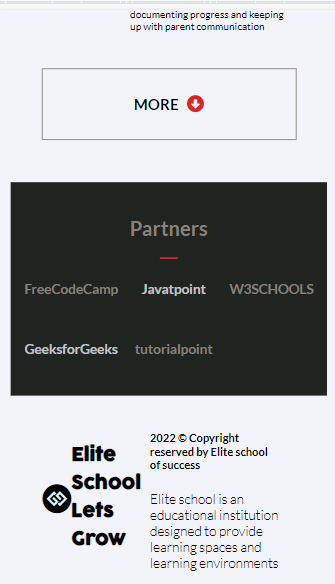 documenting progress and keeping
up with parent communication
MORE
Partners
FreeCodeCamp Javatpoint W3SCHOOLS
GeeksforGeeks tutorialpoint
Elite
School
Lets
Grow
2022 © Copyright
reserved by Elite school
of success
Elite school is an
educational institution
designed to provide
learning spaces and
learning environments